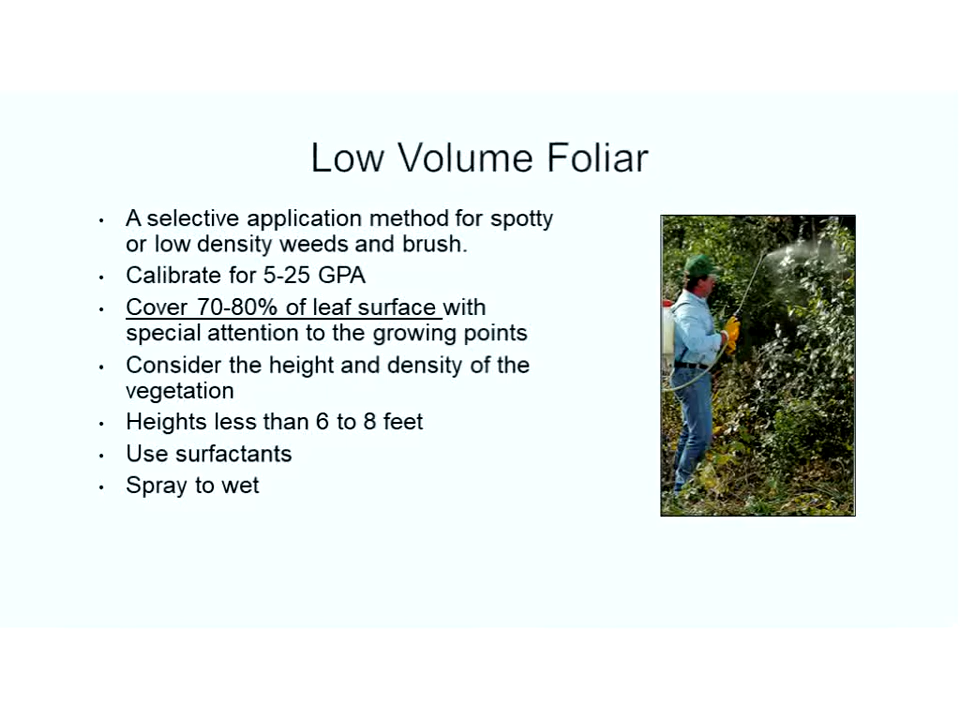 Low Volume Foliar
• A selective application method for spotty
or low density weeds and brush.
• Calibrate for 5-25 GPA
• Cover 70-80% of leaf surface with
special attention to the growing points
• Consider the height and density of the
vegetation
• Heights less than 6 to 8 feet
• Use surfactants
• Spray to wet